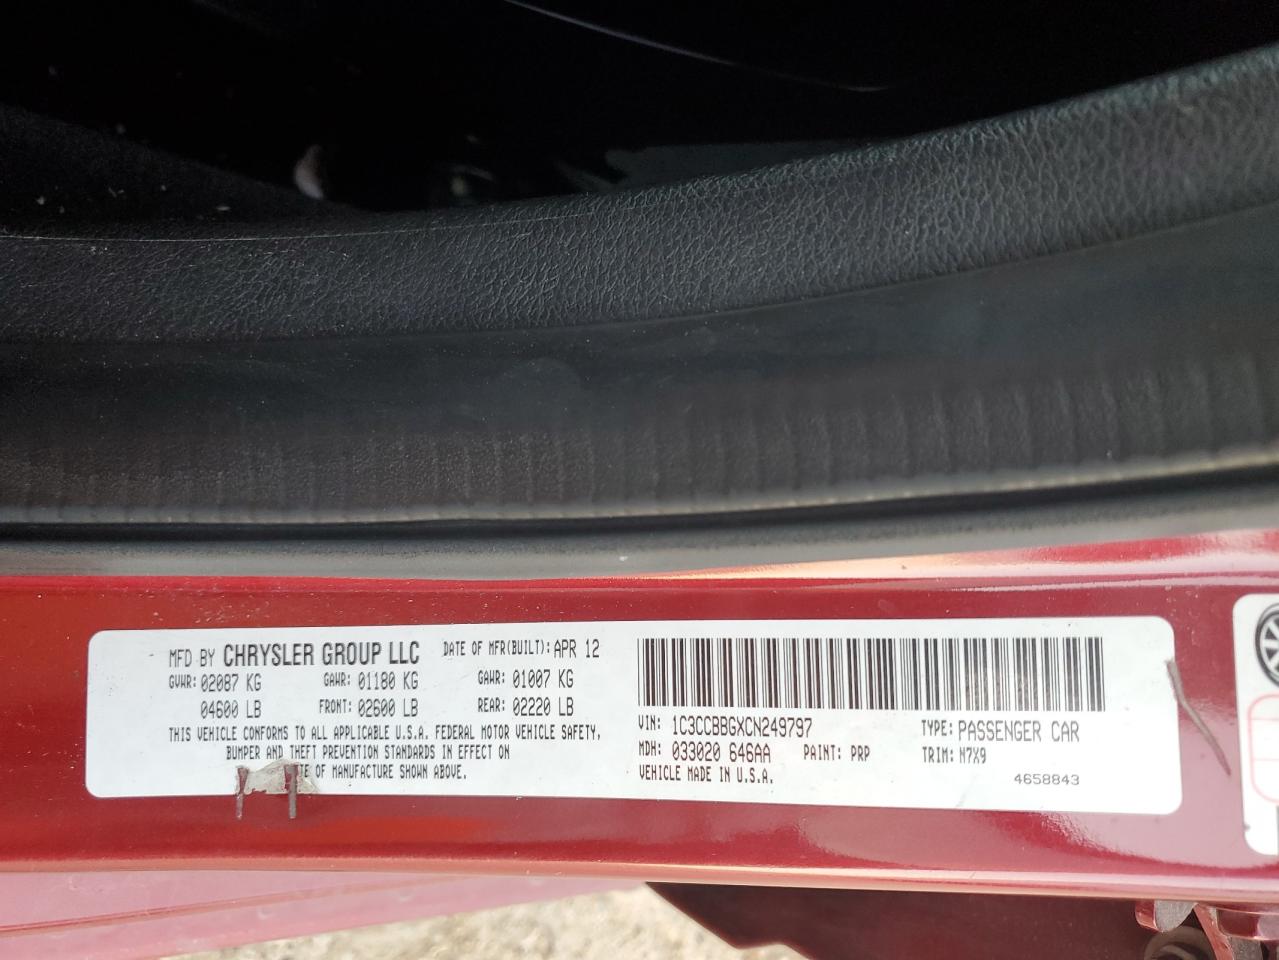 MFD BY CHRYSLER GROUP LLC DATE OF MFR(BUILT): APR 12
GVWR: 02087 KG GAWR: 01180 KG GAWR: 01007 KG
04600 LB FRONT: 02600 LB REAR: 02220 LB
THIS VEHICLE CONFORMS TO ALL APPLICABLE U.S.A. FEDERAL MOTOR VEHICLE SAFETY,
BUMPER AND THEFT PREVENTION STANDARDS IN EFFECT ON
OF MANUFACTURE SHOWN ABOVE.
VIN: 1C3CCBBGXCN249797 TYPE: PASSENGER CAR
MDH: 033020 646AA PAINT: PRP TRIM: N7X9
VEHICLE MADE IN U.S.A.
4658843